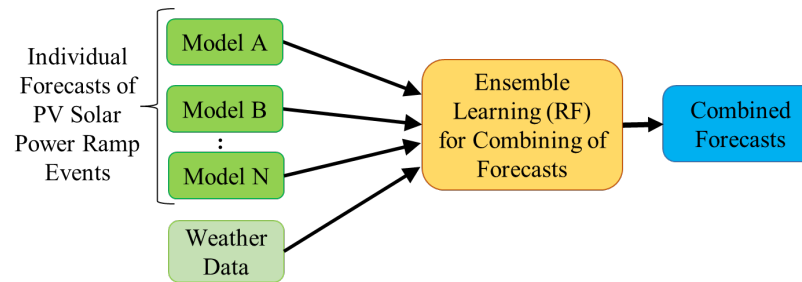 Individual
Forecasts of
PV Solar
Power Ramp
Events
Model A
Model B
:
Model N
Weather
Data
Ensemble
Learning (RF)
for Combining of
Forecasts
Combined
Forecasts